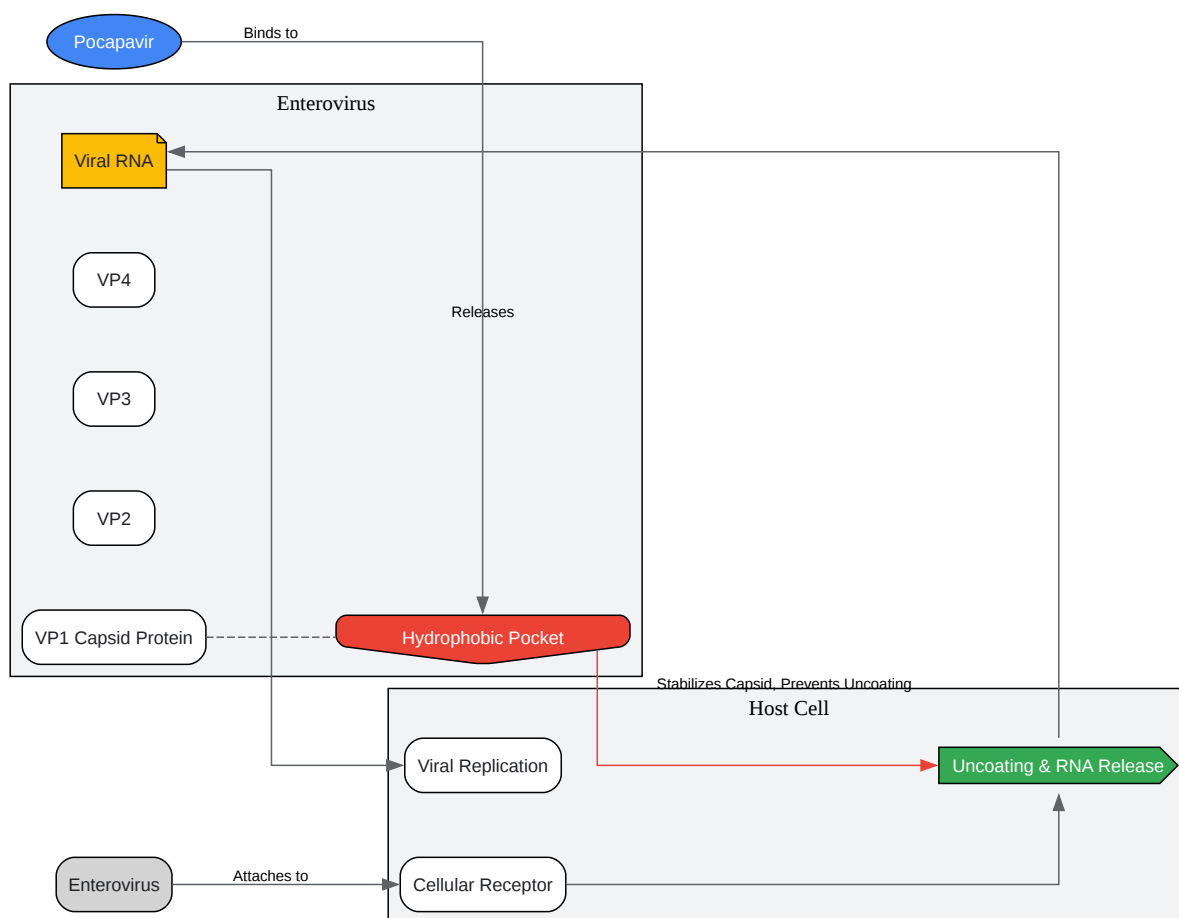 Pocapavir
Binds to
Enterovirus
Viral RNA
VP4
Releases
VP3
VP2
VP1 Capsid Protein
Hydrophobic Pocket
Stabilizes Capsid, Prevents Uncoating
Host Cell
Viral Replication
Uncoating & RNA Release
Enterovirus
Attaches to
Cellular Receptor